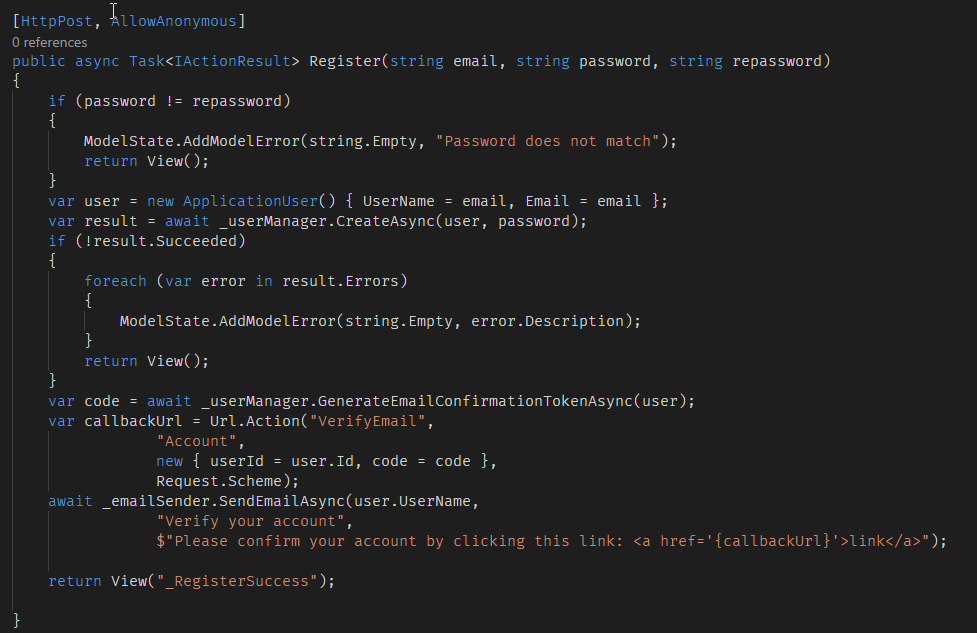 [HttpPost, AllowAnonymous]
0 references
public async Task<IActionResult> Register(string email, string password, string repassword)
{
    if (password != repassword)
    {
        ModelState.AddModelError(string.Empty, "Password does not match");
        return View();
    }
    var user = new ApplicationUser() { UserName = email, Email = email };
    var result = await _userManager.CreateAsync(user, password);
    if (!result.Succeeded)
    {
        foreach (var error in result.Errors)
        {
            ModelState.AddModelError(string.Empty, error.Description);
        }
        return View();
    }
    var code = await _userManager.GenerateEmailConfirmationTokenAsync(user);
    var callbackUrl = Url.Action("VerifyEmail",
                "Account",
                new { userId = user.Id, code = code },
                Request.Scheme);
    await _emailSender.SendEmailAsync(user.UserName,
                "Verify your account",
                $"Please confirm your account by clicking this link: <a href='{callbackUrl}'>link</a>");
    return View("_RegisterSuccess");
}